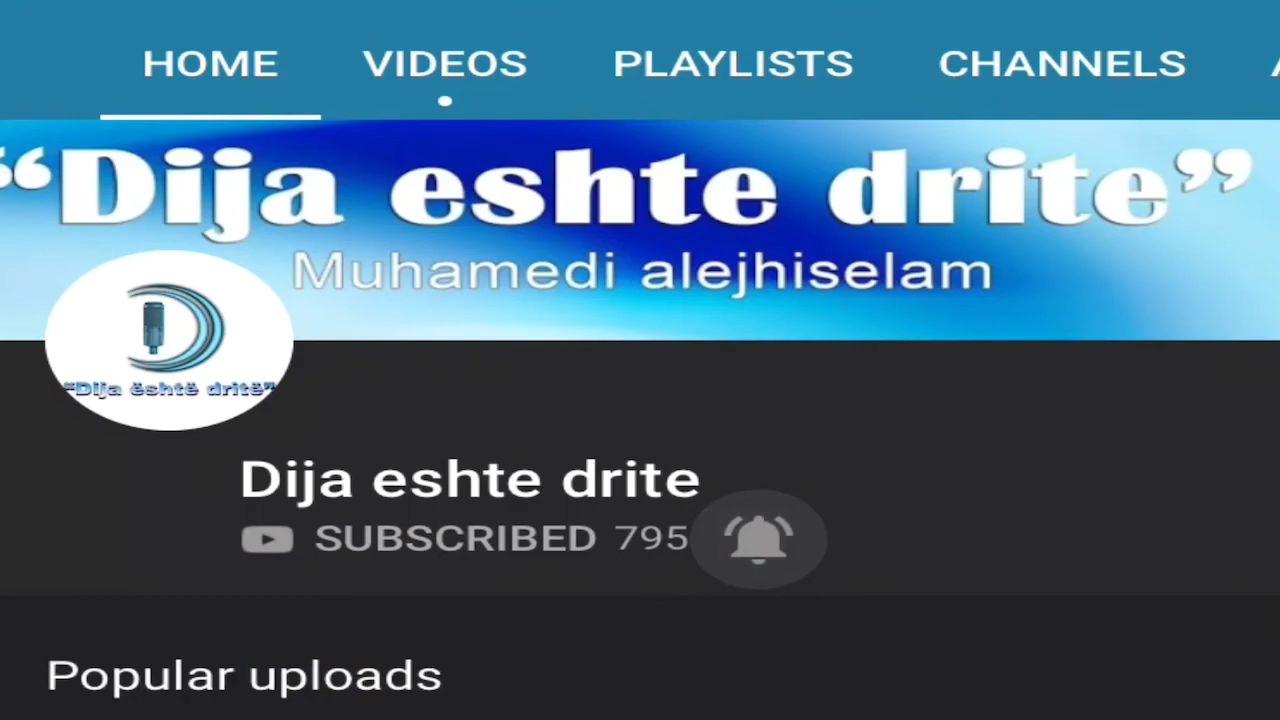 HOME VIDEOS PLAYLISTS CHANNELS
“Dija eshte drite”
Muhamedi alejhiselam
“Dija është dritë”
Dija eshte drite
SUBSCRIBED 795
Popular uploads